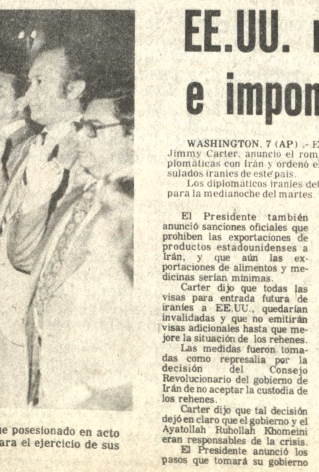 EE.UU.
e impon
WASHINGTON, 7 (AP) .- E
Jimmy Carter, anunció el rom
plomáticas con Irán y ordenó el
sulados iraníes de este país.
Los diplomáticos iraníes del
para la medianoche del martes.
El Presidente también
anunció sanciones oficiales que
prohiben las exportaciones de
productos estadounidenses a
Irán, y que aún las ex-
portaciones de alimentos y me-
dicinas serían mínimas.
Carter dijo que todas las
visas para entrada futura de
iraníes a EE.UU., quedarían
invalidadas y que no emitirán
visas adicionales hasta que me-
jore la situación de los rehenes.
Las medidas fueron toma-
das como represalia por la
decisión del Consejo
Revolucionario del gobierno de
Irán de no aceptar la custodia de
los rehenes.
Carter dijo que tal decisión
dejó en claro que el gobierno y el
Ayatollah Ruhollah Khomeini
eran responsables de la crisis.
El Presidente anunció los
pasos que tomará su gobierno
ue posesionado en acto
ara el ejercicio de sus